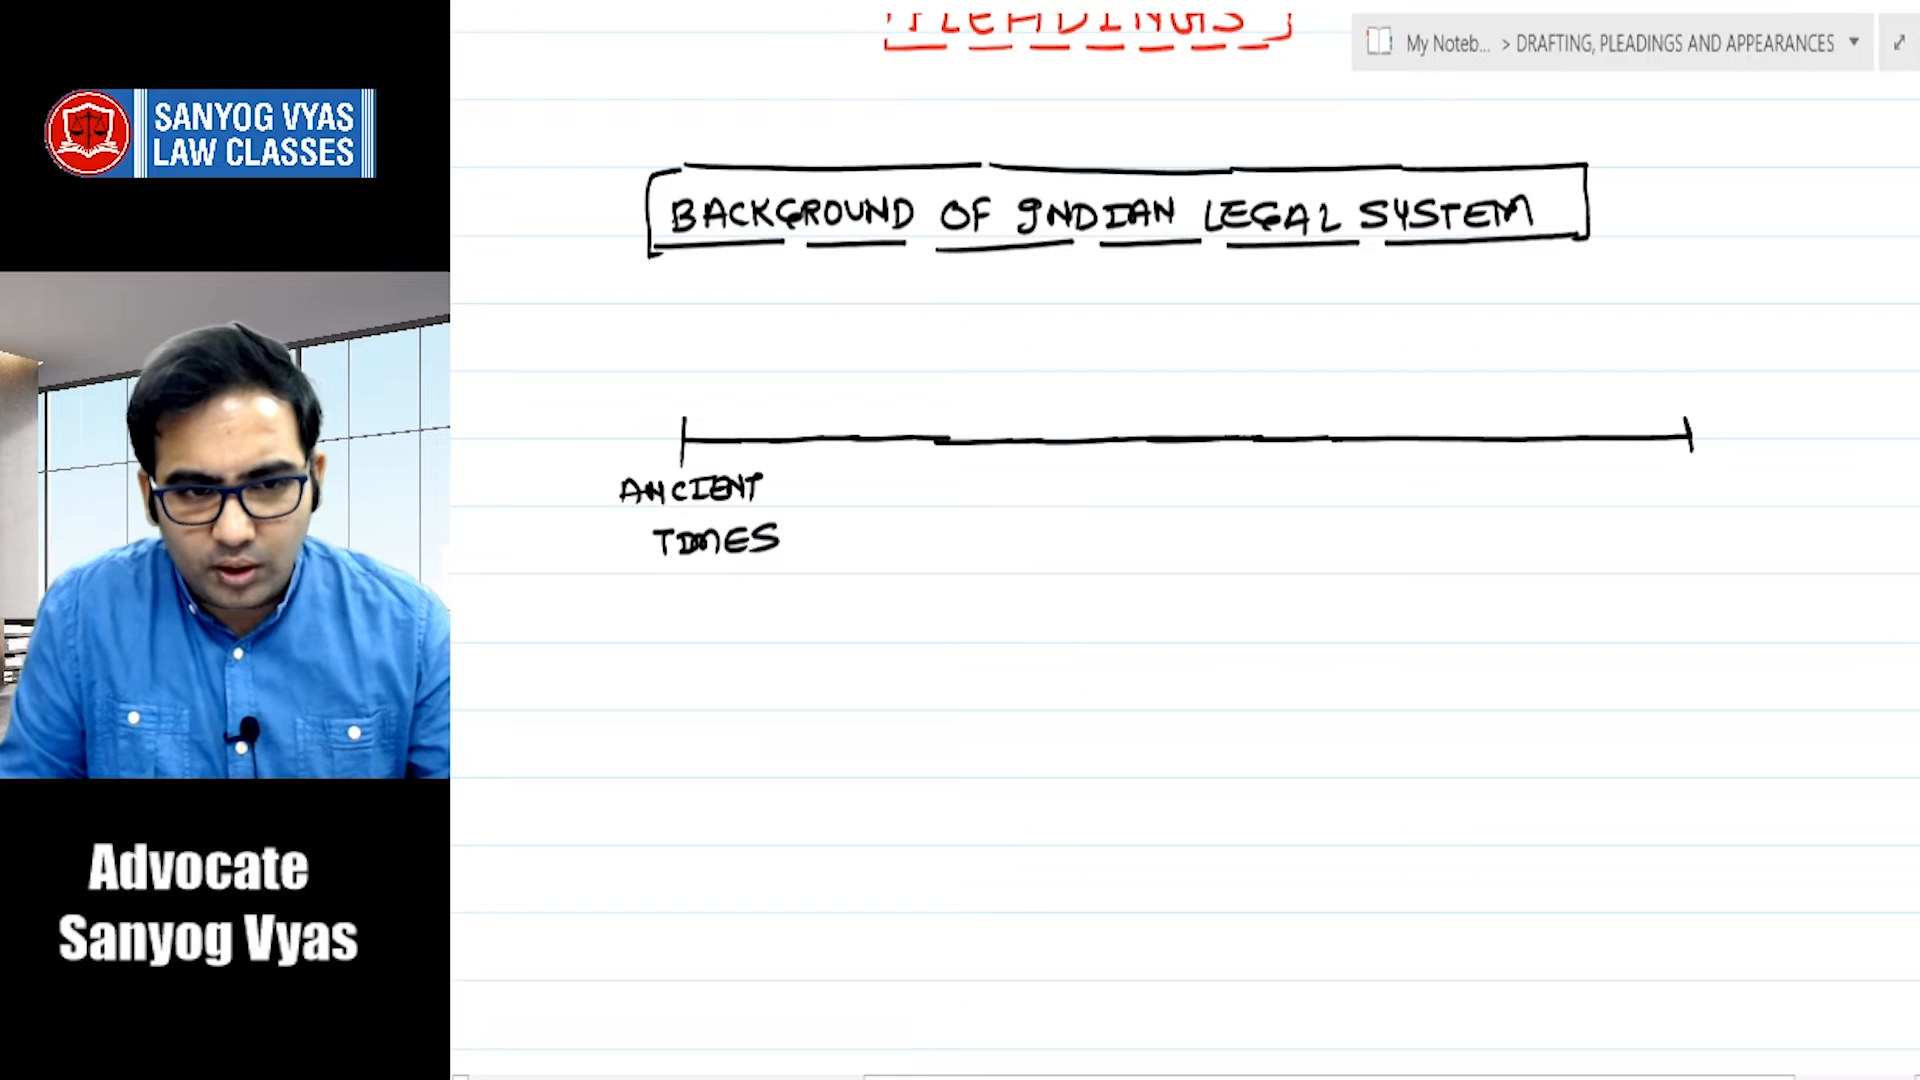 PLEADINGS
My Noteb... > DRAFTING, PLEADINGS AND APPEARANCES
SANYOG VYAS
LAW CLASSES
BACKGROUND OF INDIAN LEGAL SYSTEM
ANCIENT
TIMES
Advocate
Sanyog Vyas